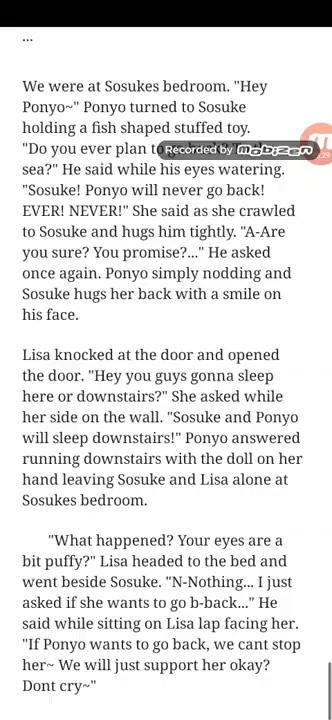 ...
We were at Sosukes bedroom. "Hey
Ponyo~" Ponyo turned to Sosuke
holding a fish shaped stuffed toy.
"Do you ever plan
Recorded by mobizen
:29
sea?" He said while his eyes watering.
"Sosuke! Ponyo will never go back!
EVER! NEVER!" She said as she crawled
to Sosuke and hugs him tightly. "A-Are
you sure? You promise?..." He asked
once again. Ponyo simply nodding and
Sosuke hugs her back with a smile on
his face.
Lisa knocked at the door and opened
the door. "Hey you guys gonna sleep
here or downstairs?" She asked while
her side on the wall. "Sosuke and Ponyo
will sleep downstairs!" Ponyo answered
running downstairs with the doll on her
hand leaving Sosuke and Lisa alone at
Sosukes bedroom.
"What happened? Your eyes are a
bit puffy?" Lisa headed to the bed and
went beside Sosuke. "N-Nothing... I just
asked if she wants to go b-back..." He
said while sitting on Lisa lap facing her.
"If Ponyo wants to go back, we cant stop
her~ We will just support her okay?
Dont cry~"